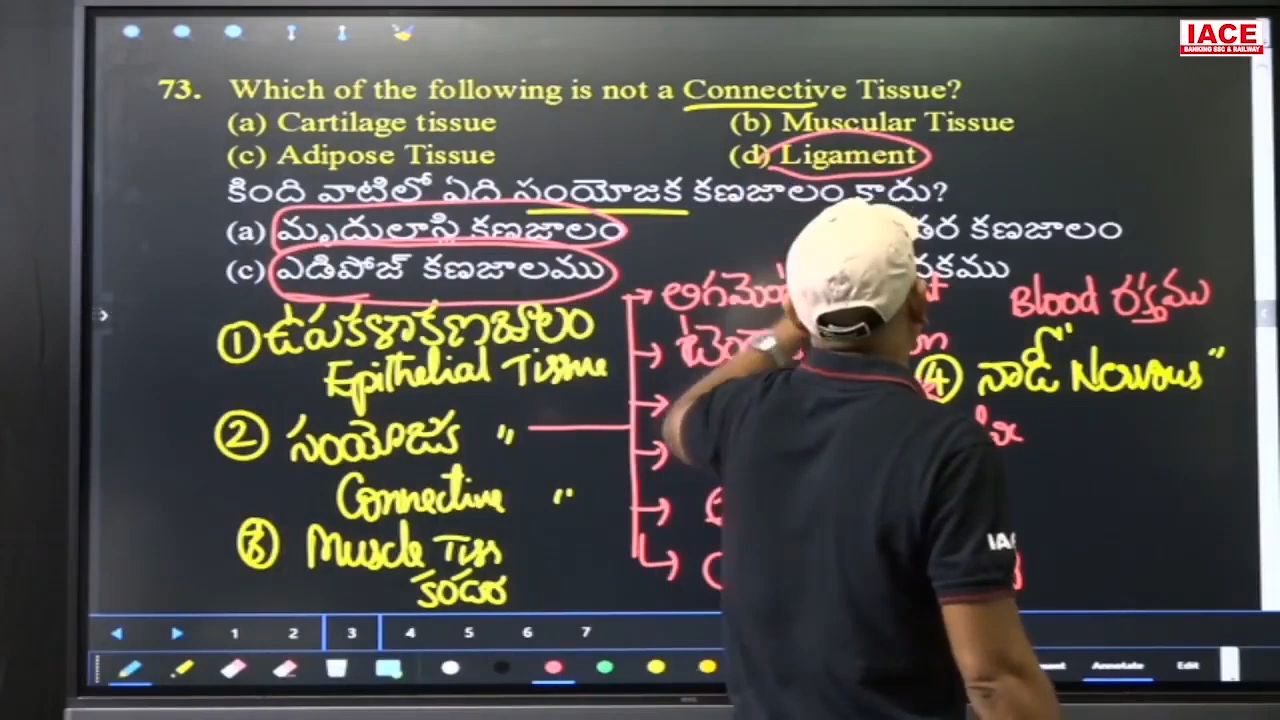 IACE
BANKING SSC & RAILWAY
73. Which of the following is not a Connective Tissue?
(a) Cartilage tissue (b) Muscular Tissue
(c) Adipose Tissue (d) Ligament
కింది వాటిలో ఏది సంయోజక కణజాలం కాదు?
(a) మృదులాస్థి కణజాలం కణజాలం
(c) ఎడిపోజ్ కణజాలము
Blood రక్తము
① ఉపకళాకణజాలం
Epithelial Tissue
④ నాడీ " Nervous "
② సంయోజక "
Connective "
③ Muscle Tiss
కండర
1 2 3 4 5 6 7
Annotate Edit